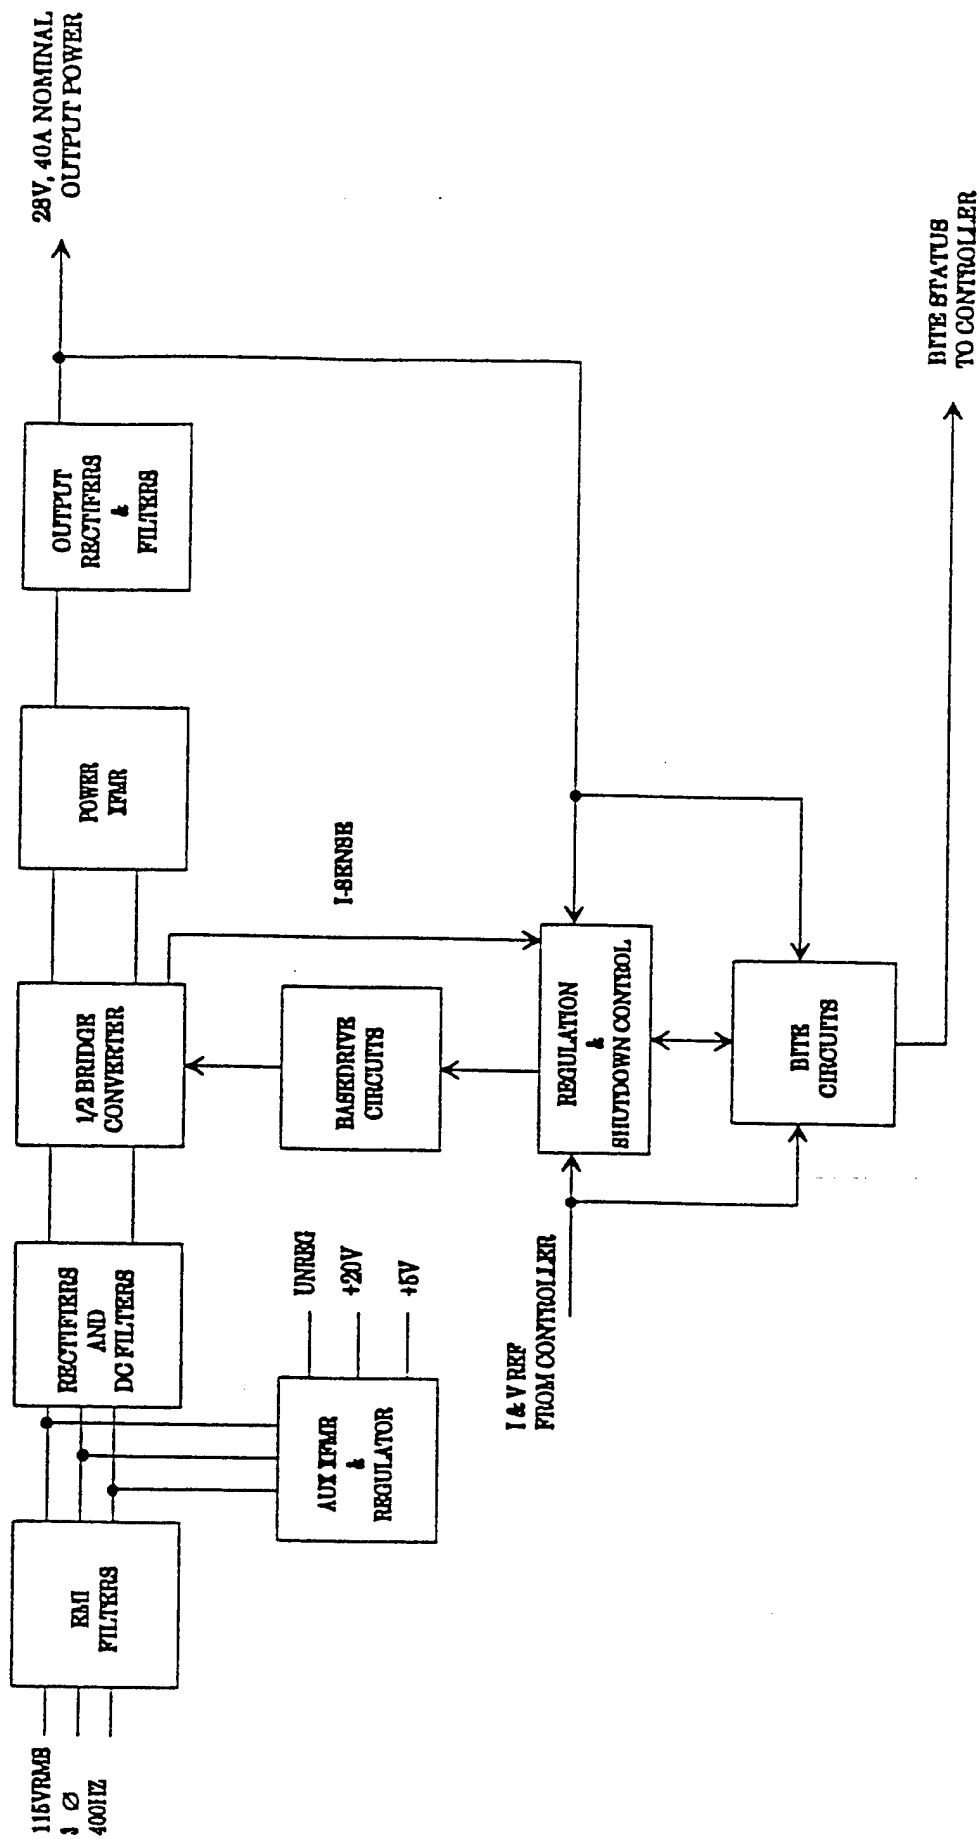 115VRMS
3 Ø
400HZ
EMI
FILTERS
RECTIFIERS
AND
DC FILTERS
1/2 BRIDGE
CONVERTER
POWER
XFMR
OUTPUT
RECTIFERS
&
FILTERS
28V, 40A NOMINAL
OUTPUT POWER
AUX XFMR
&
REGULATOR
UNREG
+20V
+5V
BASEDRIVE
CIRCUITS
I-SENSE
I & V REF
FROM CONTROLLER
REGULATION
&
SHUTDOWN CONTROL
BITE
CIRCUITS
BITE STATUS
TO CONTROLLER